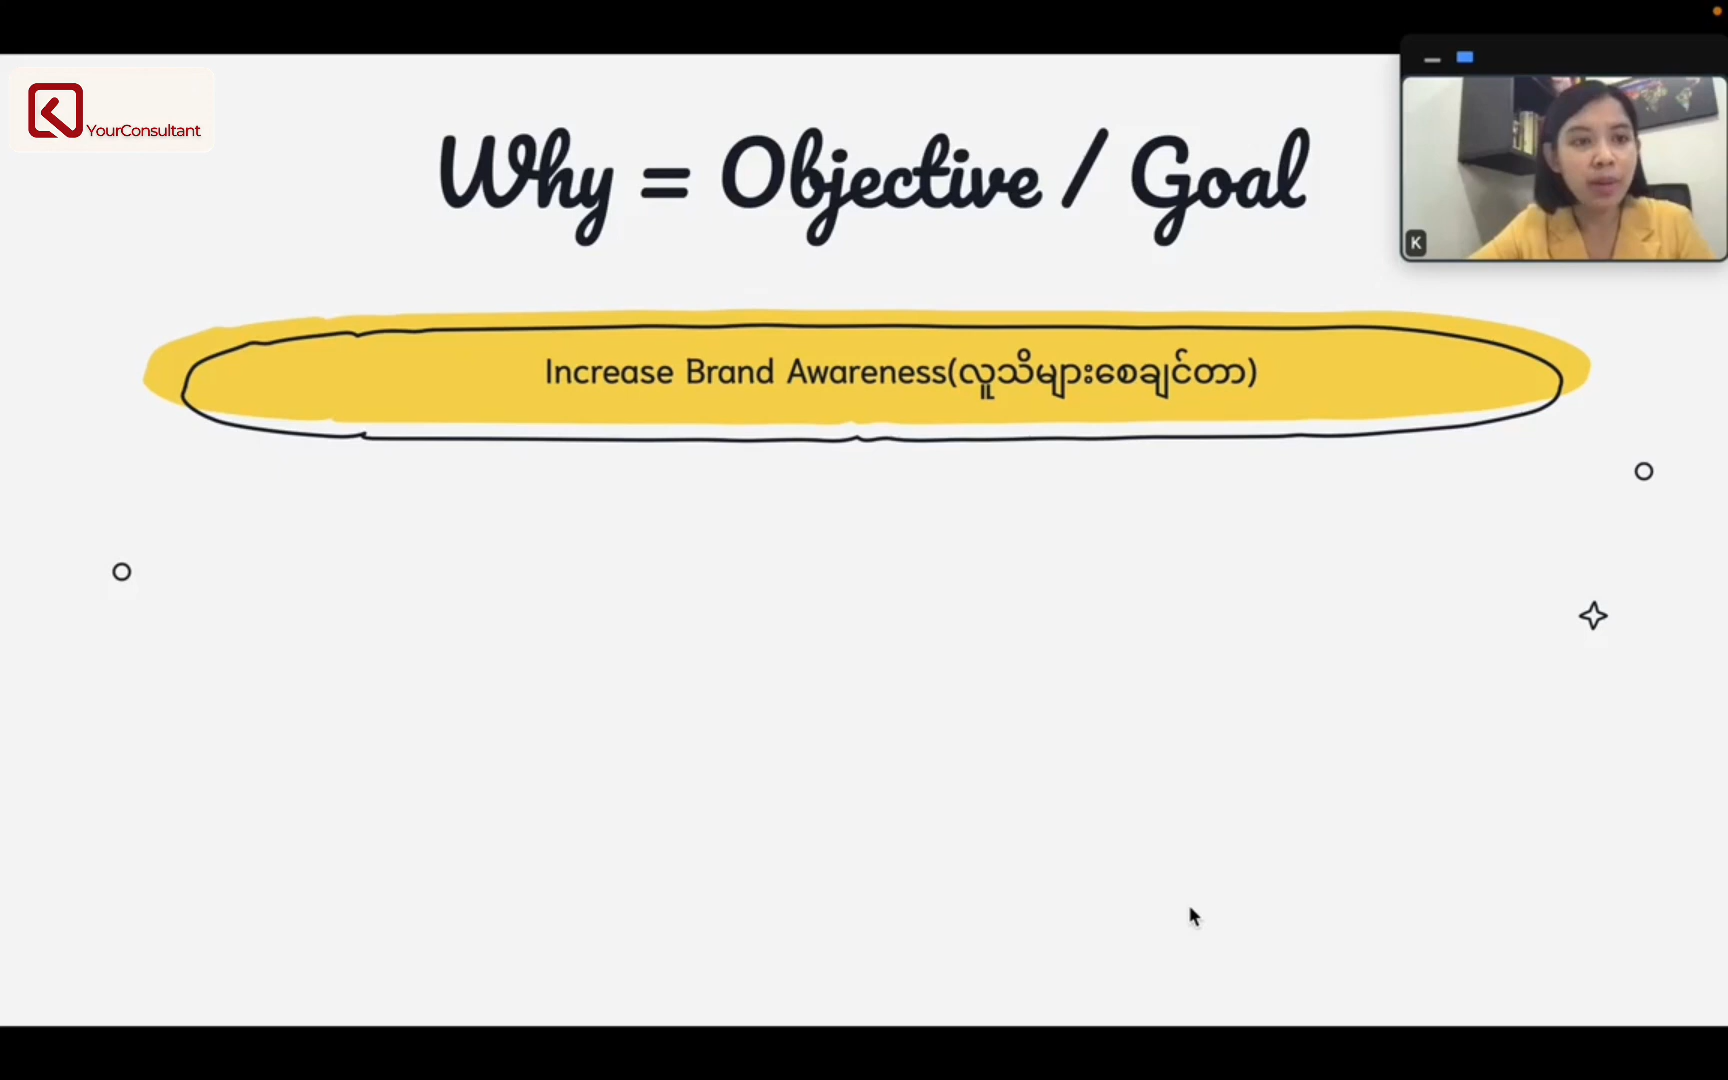 YourConsultant
Why = Objective / Goal
K
Increase Brand Awareness(လူသိများစေချင်တာ)